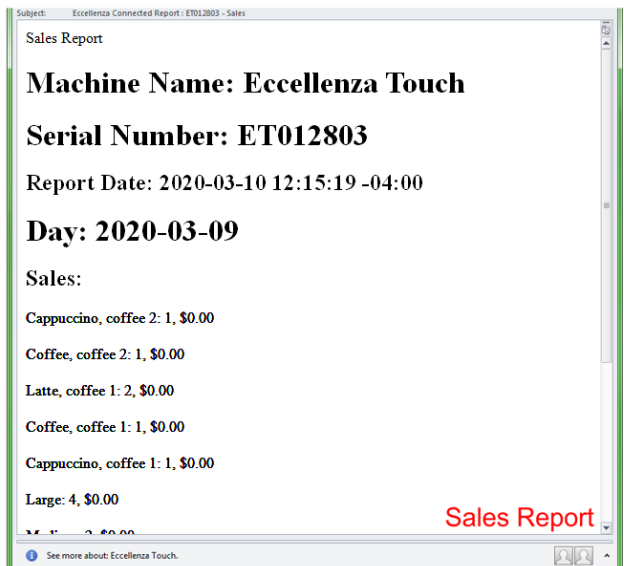 Subject: Eccellenza Connected Report : ET012803 - Sales
Sales Report
Machine Name: Eccellenza Touch
Serial Number: ET012803
Report Date: 2020-03-10 12:15:19 -04:00
Day: 2020-03-09
Sales:
Cappuccino, coffee 2: 1, $0.00
Coffee, coffee 2: 1, $0.00
Latte, coffee 1: 2, $0.00
Coffee, coffee 1: 1, $0.00
Cappuccino, coffee 1: 1, $0.00
Large: 4, $0.00
Sales Report
See more about: Eccellenza Touch.